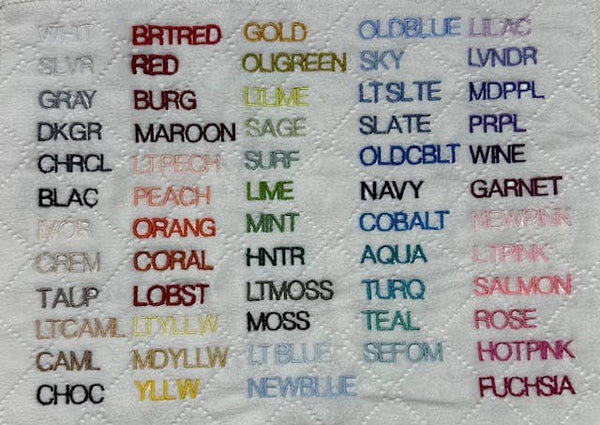 WHIT BRTRED GOLD OLDBLUE LILAC
SLVR RED OLIGREEN SKY LVNDR
GRAY BURG LTLIME LTSLTE MDPPL
DKGR MAROON SAGE SLATE PRPL
CHRCL LTPECH SURF OLDCBLT WINE
BLAC PEACH LIME NAVY GARNET
IVOR ORANG MINT COBALT NEWPINK
CREM CORAL HNTR AQUA LTPINK
TAUP LOBST LTMOSS TURQ SALMON
LTCAML LTYLLW MOSS TEAL ROSE
CAML MDYLLW LTBLUE SEFOM HOTPINK
CHOC YLLW NEWBLUE FUCHSIA